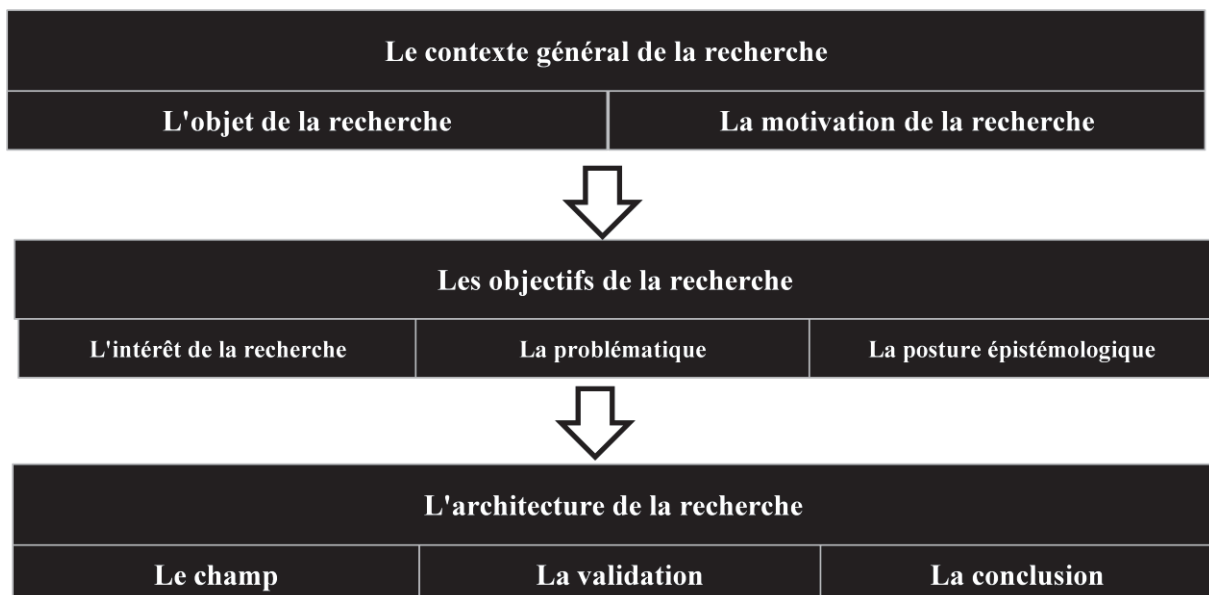 Le contexte général de la recherche
L'objet de la recherche
La motivation de la recherche
Les objectifs de la recherche
L'intérêt de la recherche
La problématique
La posture épistémologique
L'architecture de la recherche
Le champ
La validation
La conclusion